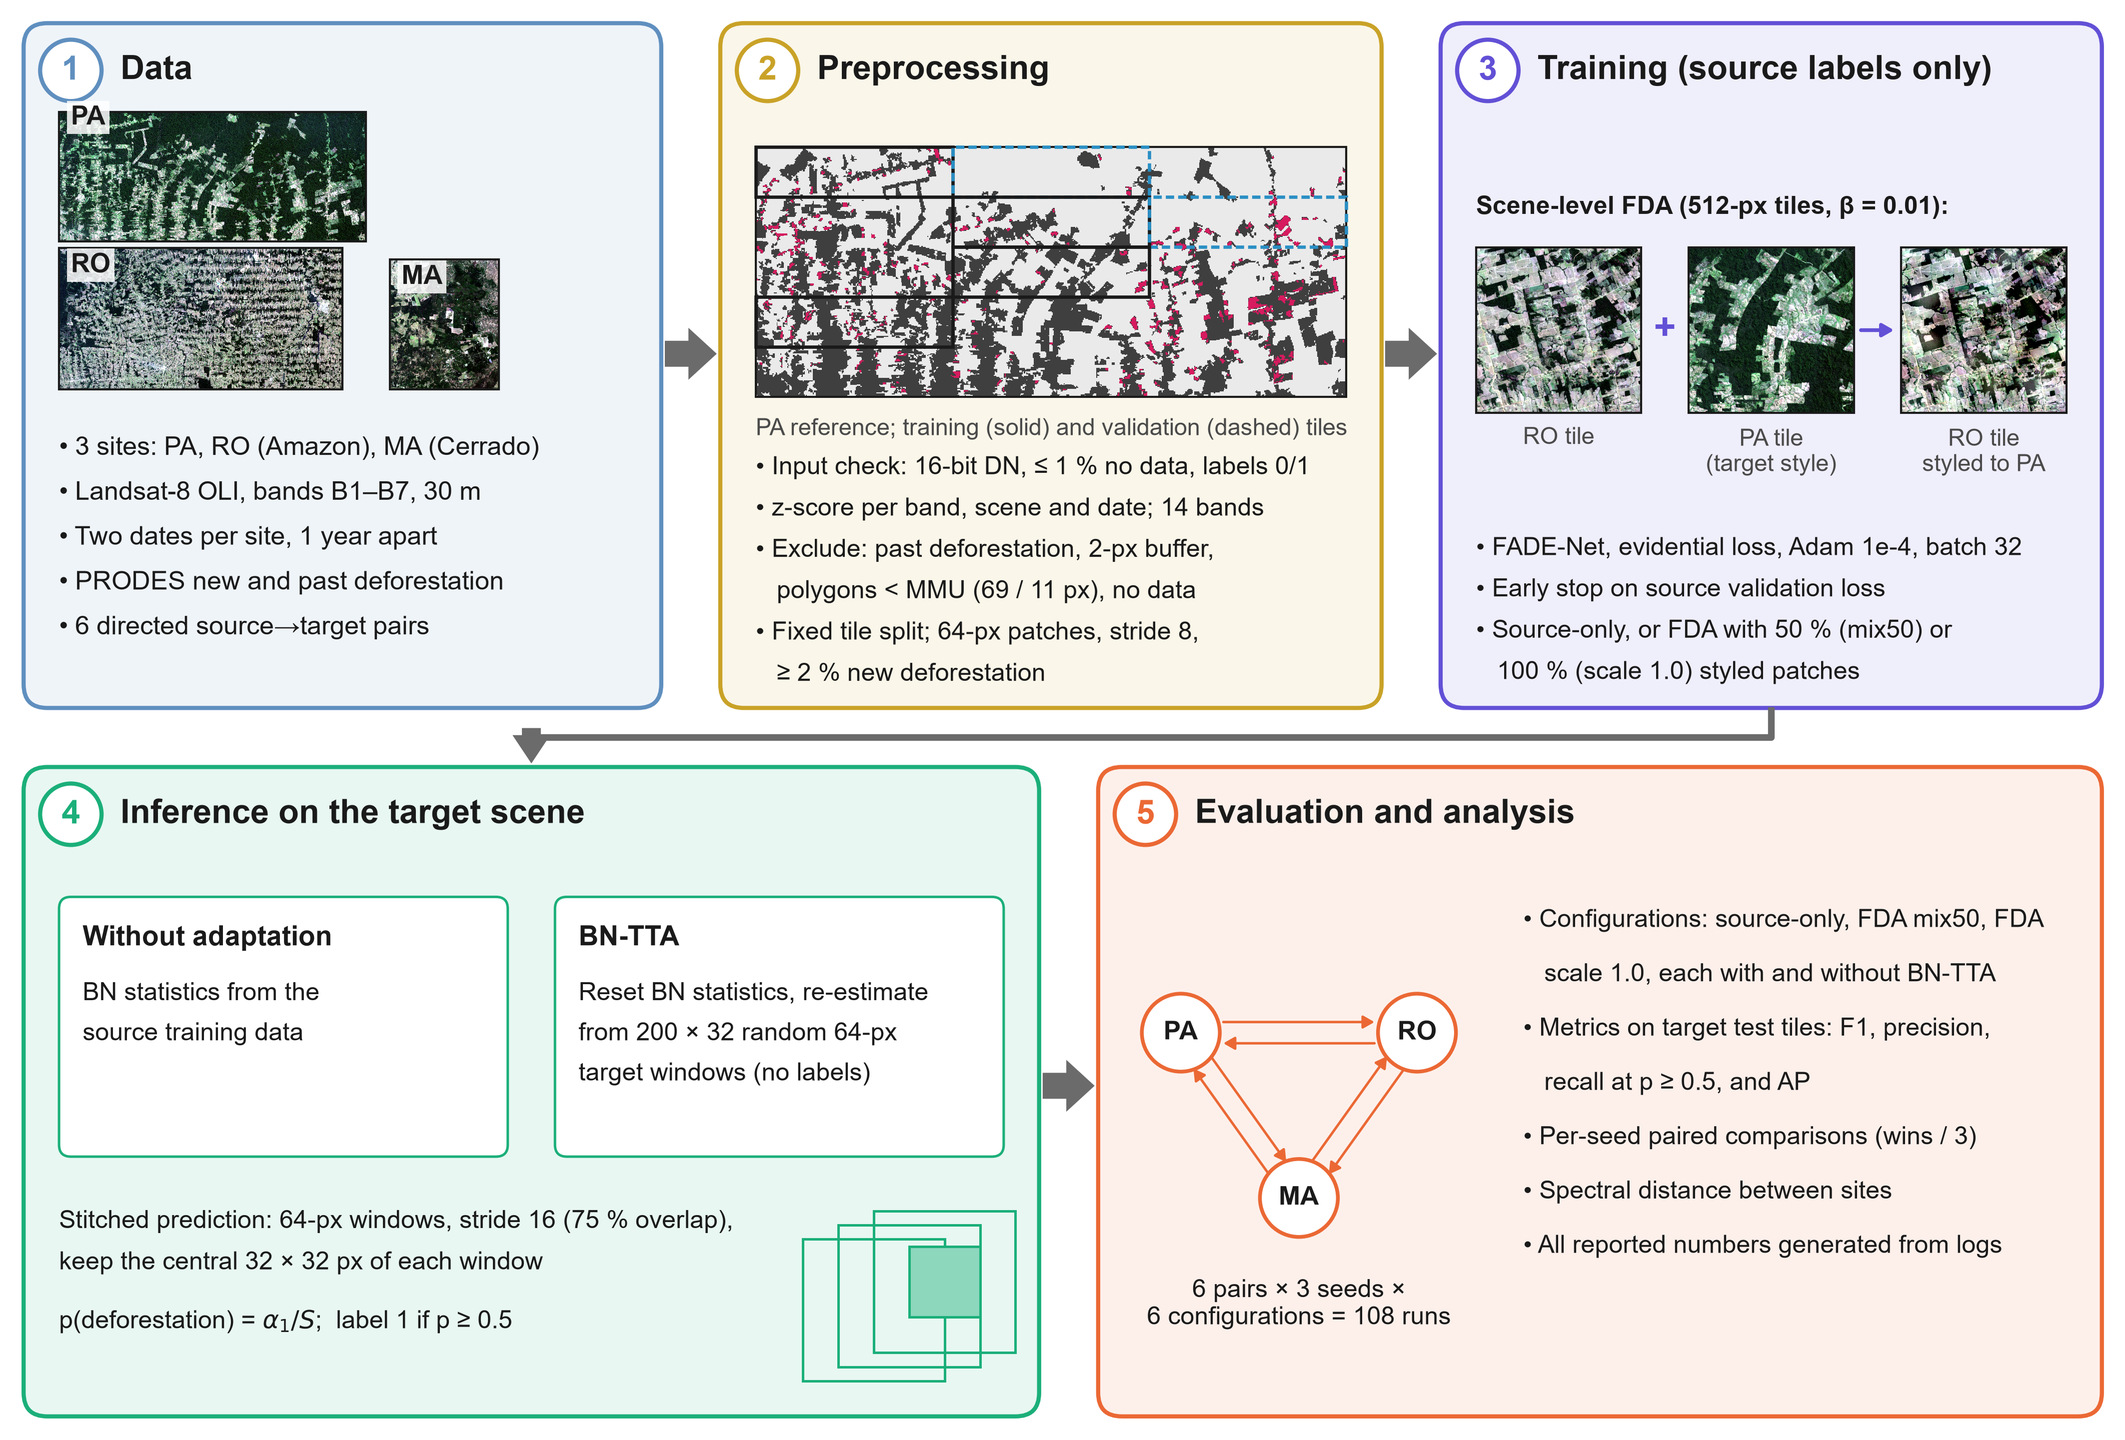 1 Data
PA
RO
MA
• 3 sites: PA, RO (Amazon), MA (Cerrado)
• Landsat-8 OLI, bands B1–B7, 30 m
• Two dates per site, 1 year apart
• PRODES new and past deforestation
• 6 directed source→target pairs
2 Preprocessing
PA reference; training (solid) and validation (dashed) tiles
• Input check: 16-bit DN, ≤ 1 % no data, labels 0/1
• z-score per band, scene and date; 14 bands
• Exclude: past deforestation, 2-px buffer,
polygons < MMU (69 / 11 px), no data
• Fixed tile split; 64-px patches, stride 8,
≥ 2 % new deforestation
3 Training (source labels only)
Scene-level FDA (512-px tiles, β = 0.01):
+
RO tile
PA tile
(target style)
RO tile
styled to PA
• FADE-Net, evidential loss, Adam 1e-4, batch 32
• Early stop on source validation loss
• Source-only, or FDA with 50 % (mix50) or
100 % (scale 1.0) styled patches
4 Inference on the target scene
Without adaptation
BN statistics from the
source training data
BN-TTA
Reset BN statistics, re-estimate
from 200 × 32 random 64-px
target windows (no labels)
Stitched prediction: 64-px windows, stride 16 (75 % overlap),
keep the central 32 × 32 px of each window
p(deforestation) = α₁/S; label 1 if p ≥ 0.5
5 Evaluation and analysis
PA
RO
MA
6 pairs × 3 seeds ×
6 configurations = 108 runs
• Configurations: source-only, FDA mix50, FDA
scale 1.0, each with and without BN-TTA
• Metrics on target test tiles: F1, precision,
recall at p ≥ 0.5, and AP
• Per-seed paired comparisons (wins / 3)
• Spectral distance between sites
• All reported numbers generated from logs